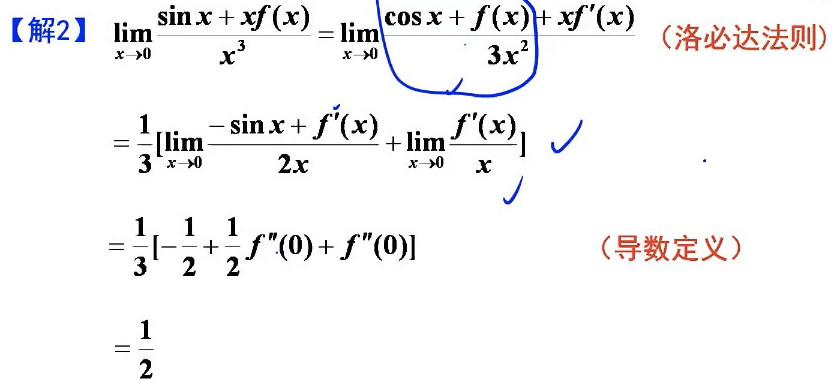 【解2】 lim_{x→0} (sin x + xf(x))/x³ = lim_{x→0} (cos x + f(x) + xf′(x))/3x² (洛必达法则)
= 1/3[lim_{x→0} (−sin x + f′(x))/2x + lim_{x→0} f′(x)/x]
= 1/3[−1/2 + 1/2 f″(0) + f″(0)] (导数定义)
= 1/2